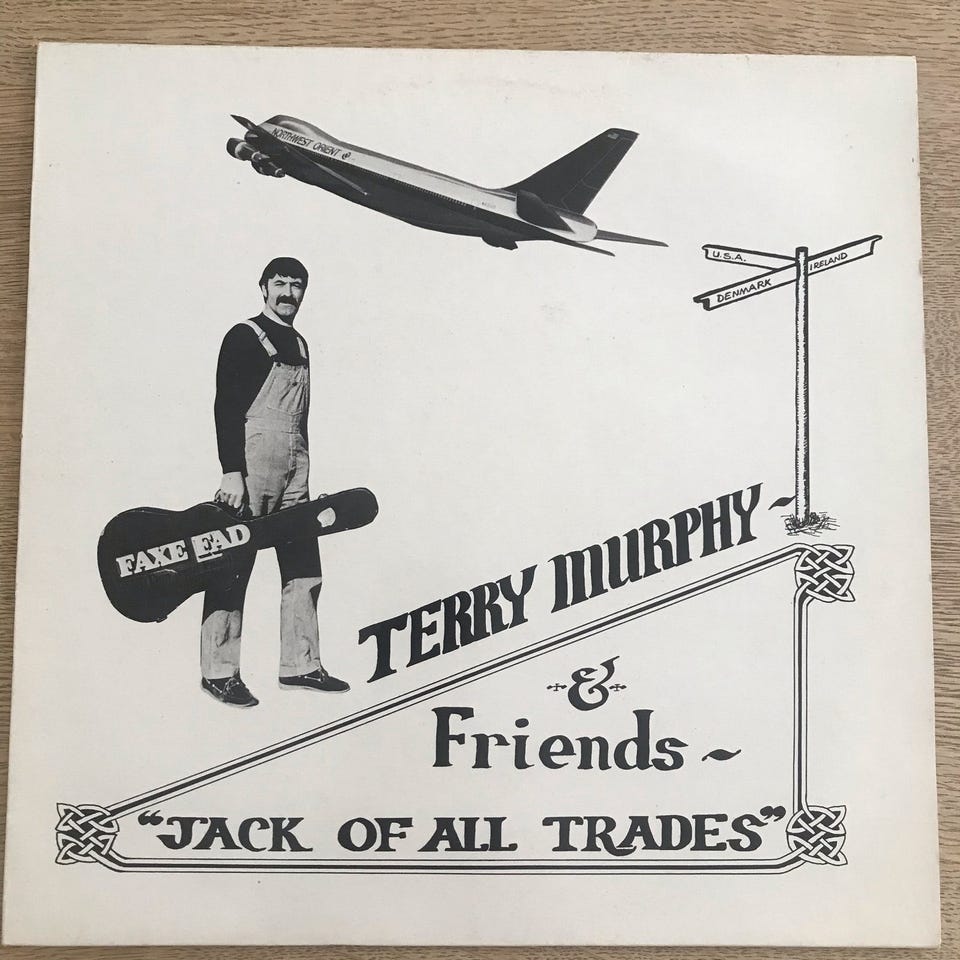 NORTHWEST ORIENT
U.S.A.
IRELAND
DENMARK
FAXE FAD
TERRY MURPHY
&
Friends ~
"JACK OF ALL TRADES"